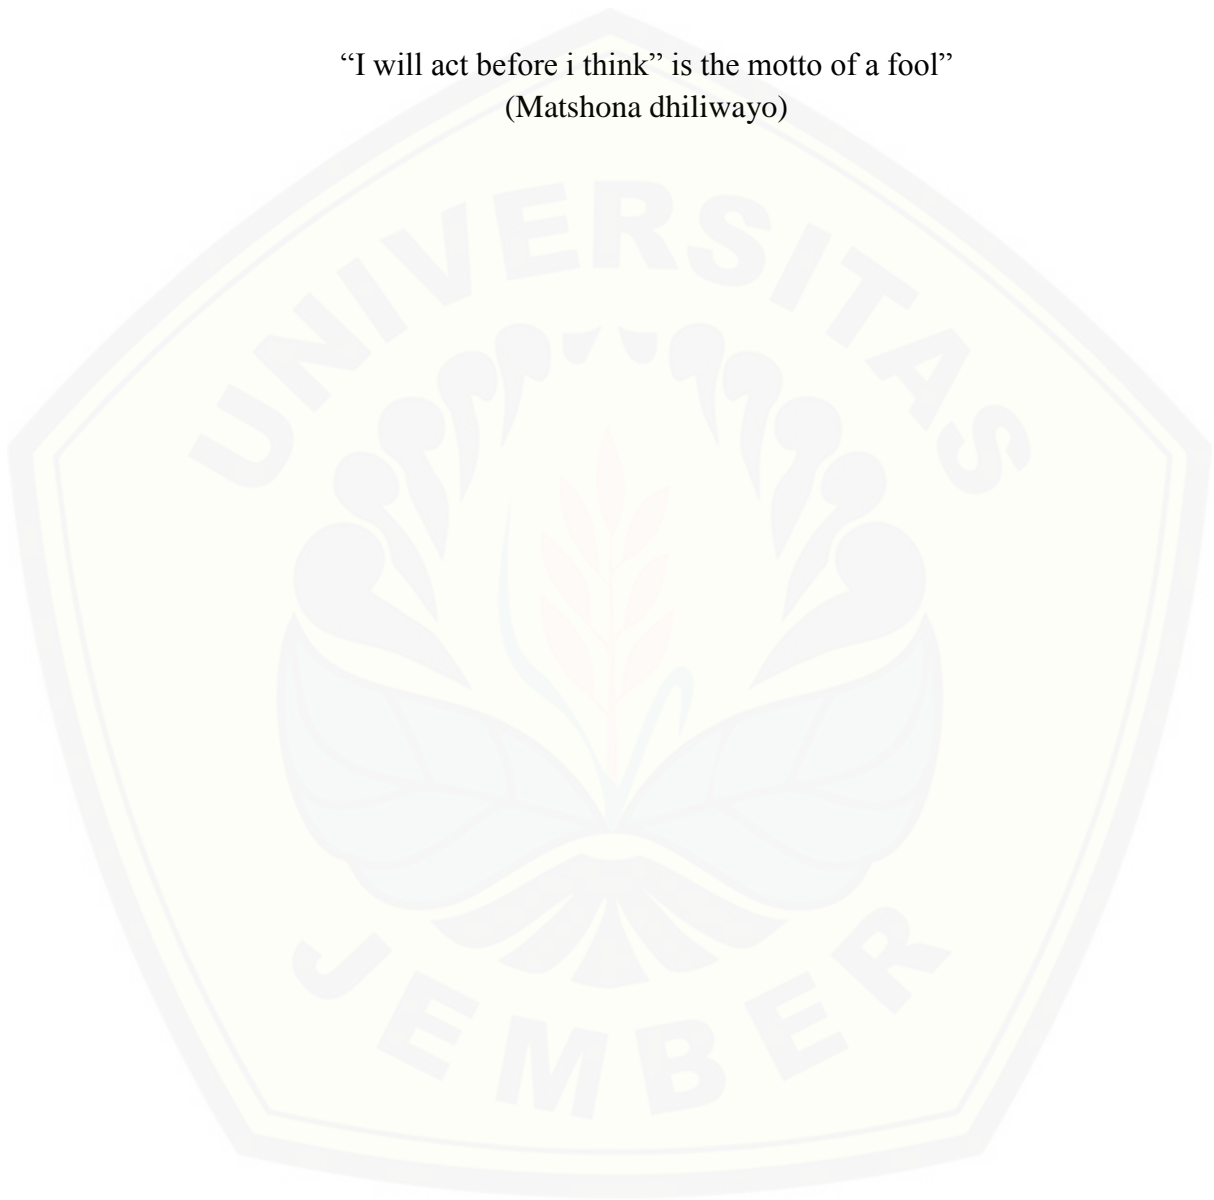 “I will act before i think” is the motto of a fool”
(Matshona dhiliwayo)
UNIVERSITAS
JEMBER